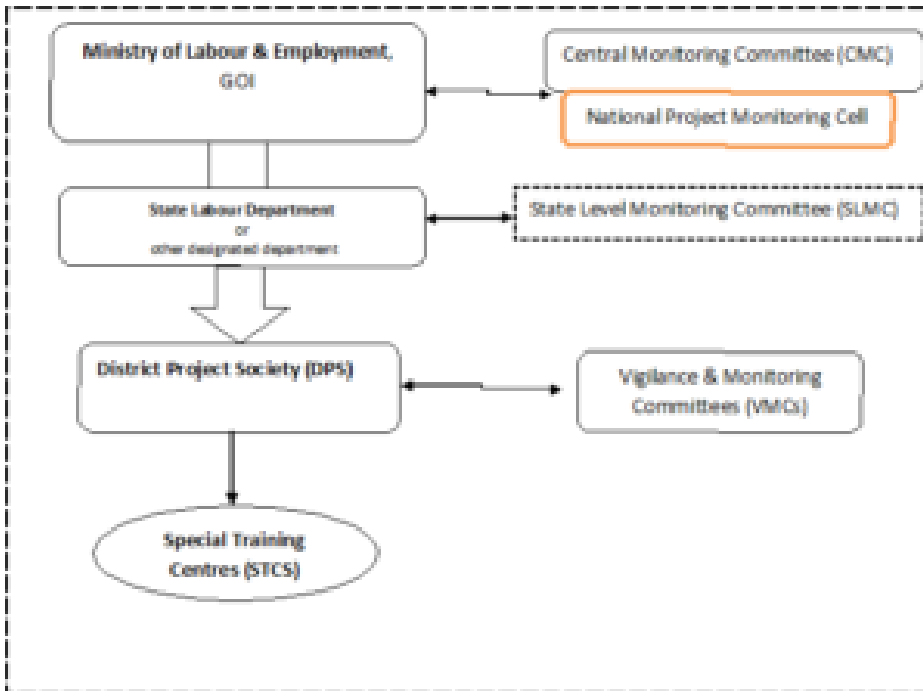 Ministry of Labour & Employment,
GOI
Central Monitoring Committee (CMC)
National Project Monitoring Cell
State Labour Department
or
other designated department
State Level Monitoring Committee (SLMC)
District Project Society (DPS)
Vigilance & Monitoring
Committees (VMCs)
Special Training
Centres (STCS)